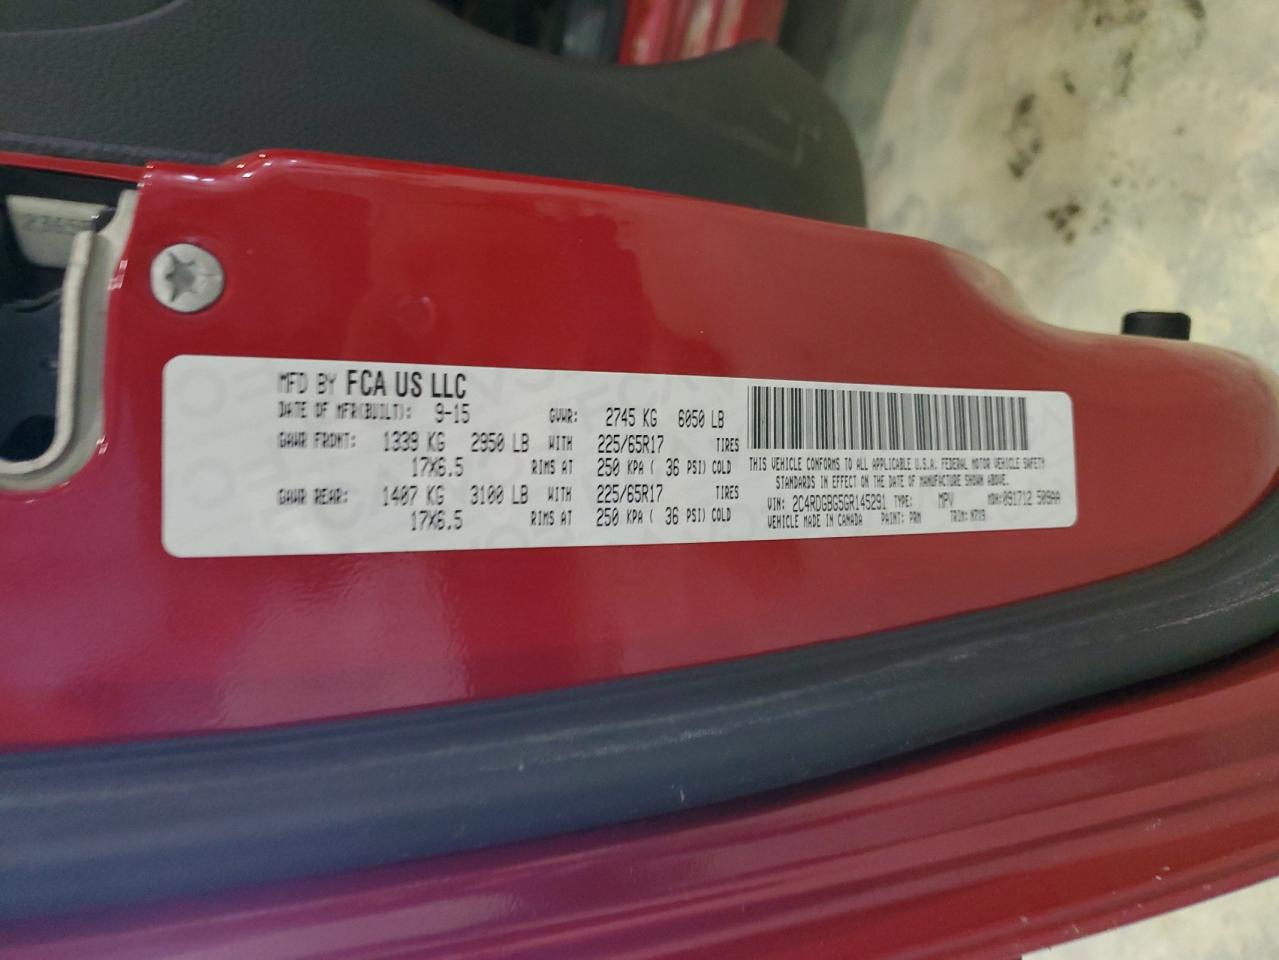 MFD BY FCA US LLC
DATE OF MFR(BUILT): 9-15 GVWR: 2745 KG 6050 LB
GAWR FRONT: 1339 KG 2950 LB WITH 225/65R17 TIRES
17X6.5 RIMS AT 250 KPA ( 36 PSI) COLD
GAWR REAR: 1407 KG 3100 LB WITH 225/65R17 TIRES
17X6.5 RIMS AT 250 KPA ( 36 PSI) COLD
THIS VEHICLE CONFORMS TO ALL APPLICABLE U.S.A. FEDERAL MOTOR VEHICLE SAFETY
STANDARDS IN EFFECT ON THE DATE OF MANUFACTURE SHOWN ABOVE.
VIN: 2C4RDGBG5GR145291 TYPE: MPV MDH:091712 509AA
VEHICLE MADE IN CANADA PAINT: PRM TRIM: